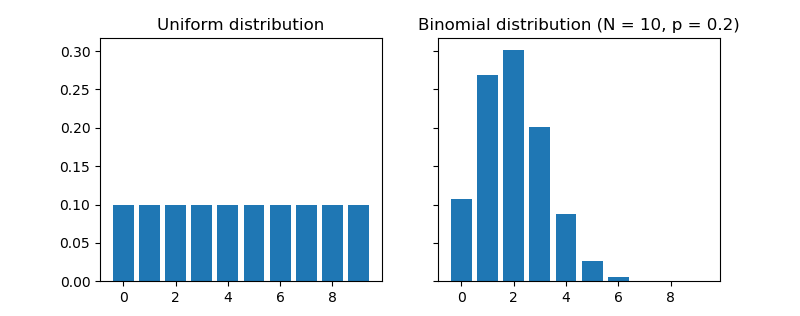 Uniform distribution
Binomial distribution (N = 10, p = 0.2)
0.30
0.25
0.20
0.15
0.10
0.05
0.00
0 2 4 6 8
0 2 4 6 8